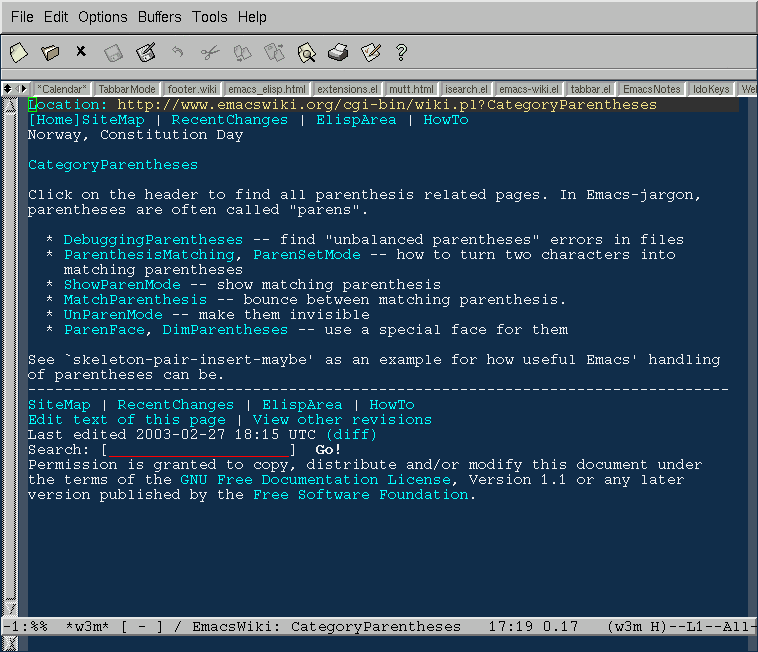 File Edit Options Buffers Tools Help
*Calendar* TabbarMode footer.wiki emacs_elisp.html extensions.el mutt.html isearch.el emacs-wiki.el tabbar.el EmacsNotes IdoKeys We
Location: http://www.emacswiki.org/cgi-bin/wiki.pl?CategoryParentheses
[Home]SiteMap | RecentChanges | ElispArea | HowTo
Norway, Constitution Day
CategoryParentheses
Click on the header to find all parenthesis related pages. In Emacs-jargon,
parentheses are often called "parens".
* DebuggingParentheses -- find "unbalanced parentheses" errors in files
* ParenthesisMatching, ParenSetMode -- how to turn two characters into
matching parentheses
* ShowParenMode -- show matching parenthesis
* MatchParenthesis -- bounce between matching parenthesis.
* UnParenMode -- make them invisible
* ParenFace, DimParentheses -- use a special face for them
See `skeleton-pair-insert-maybe' as an example for how useful Emacs' handling
of parentheses can be.
------------------------------------------------------------------------------
SiteMap | RecentChanges | ElispArea | HowTo
Edit text of this page | View other revisions
Last edited 2003-02-27 18:15 UTC (diff)
Search: [____________________] Go!
Permission is granted to copy, distribute and/or modify this document under
the terms of the GNU Free Documentation License, Version 1.1 or any later
version published by the Free Software Foundation.
-1:%% *w3m* [ - ] / EmacsWiki: CategoryParentheses 17:19 0.17 (w3m H)--L1--All-